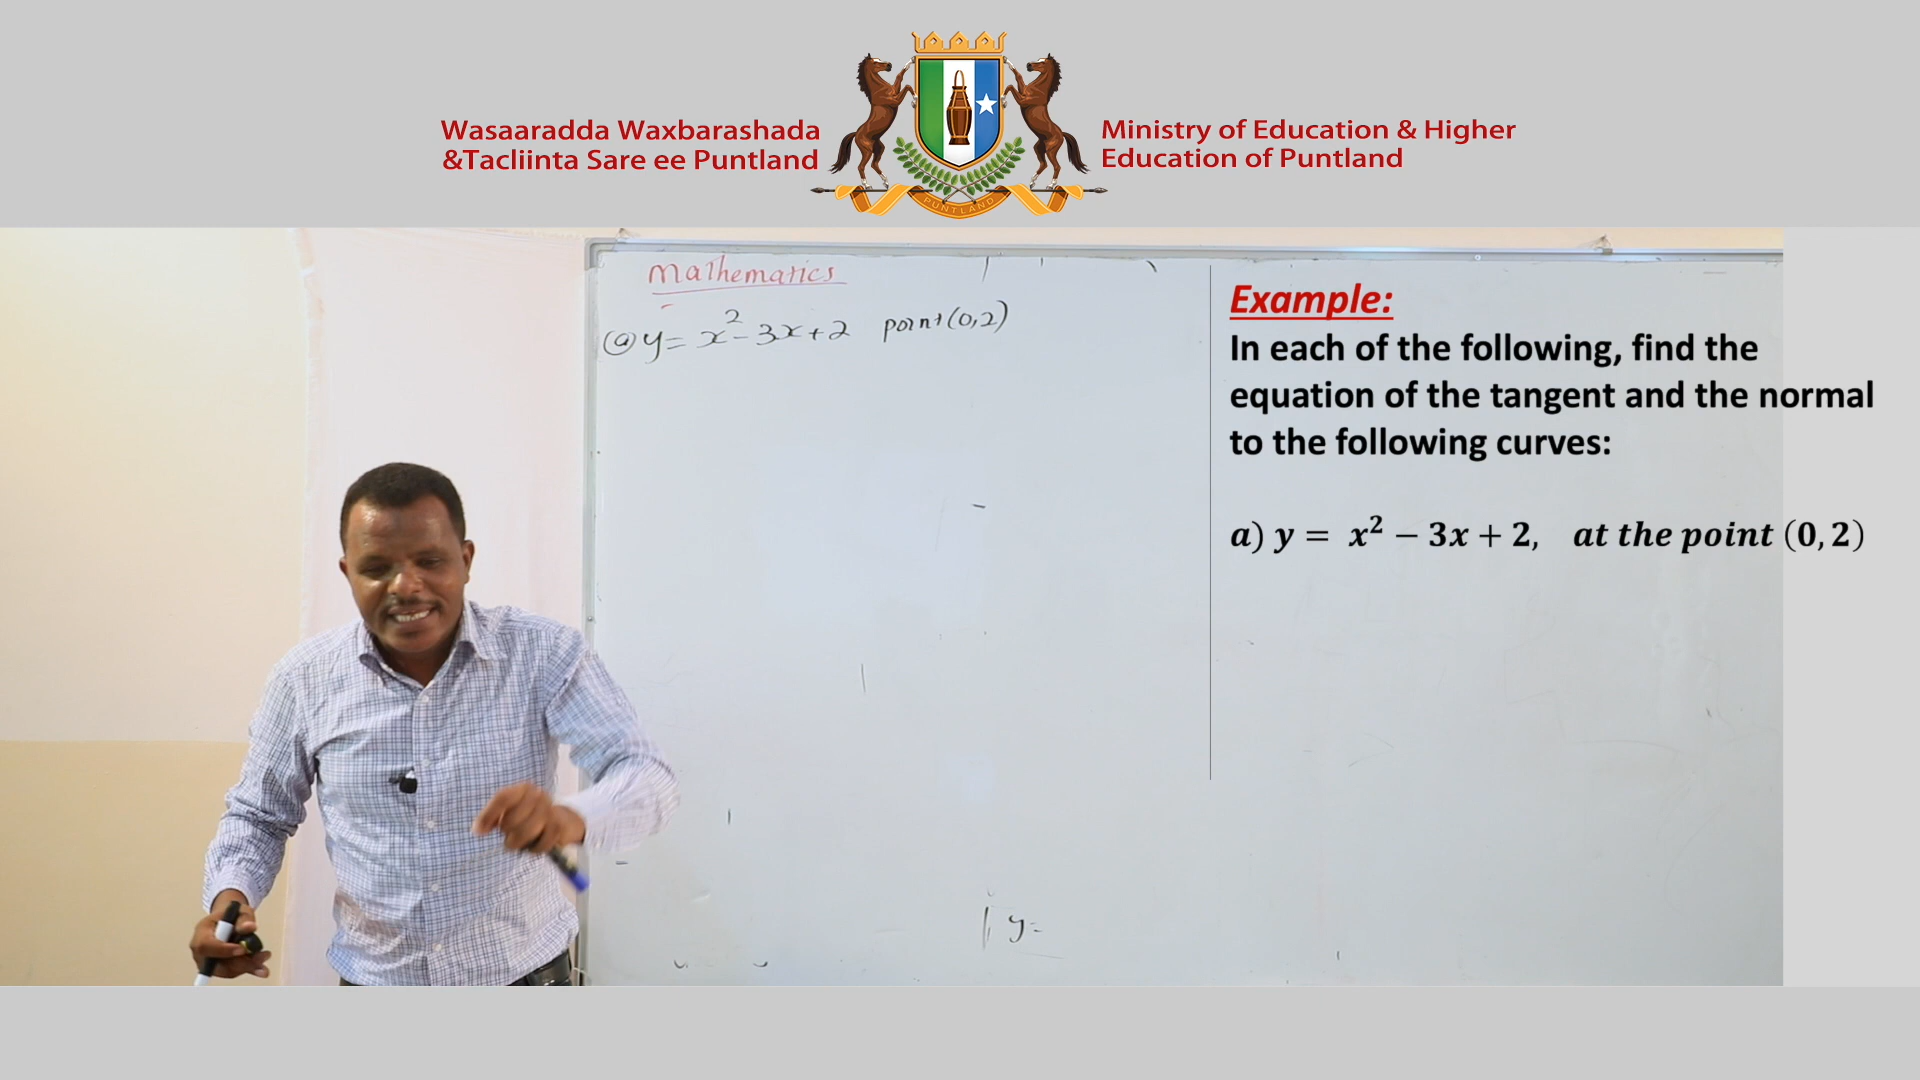 Wasaaradda Waxbarashada
&Tacliinta Sare ee Puntland
PUNTLAND
Ministry of Education & Higher
Education of Puntland
Mathematics
(a) y = x² - 3x + 2 point (0,2)
y=
Example:
In each of the following, find the
equation of the tangent and the normal
to the following curves:
a) y = x² − 3x + 2, at the point (0, 2)